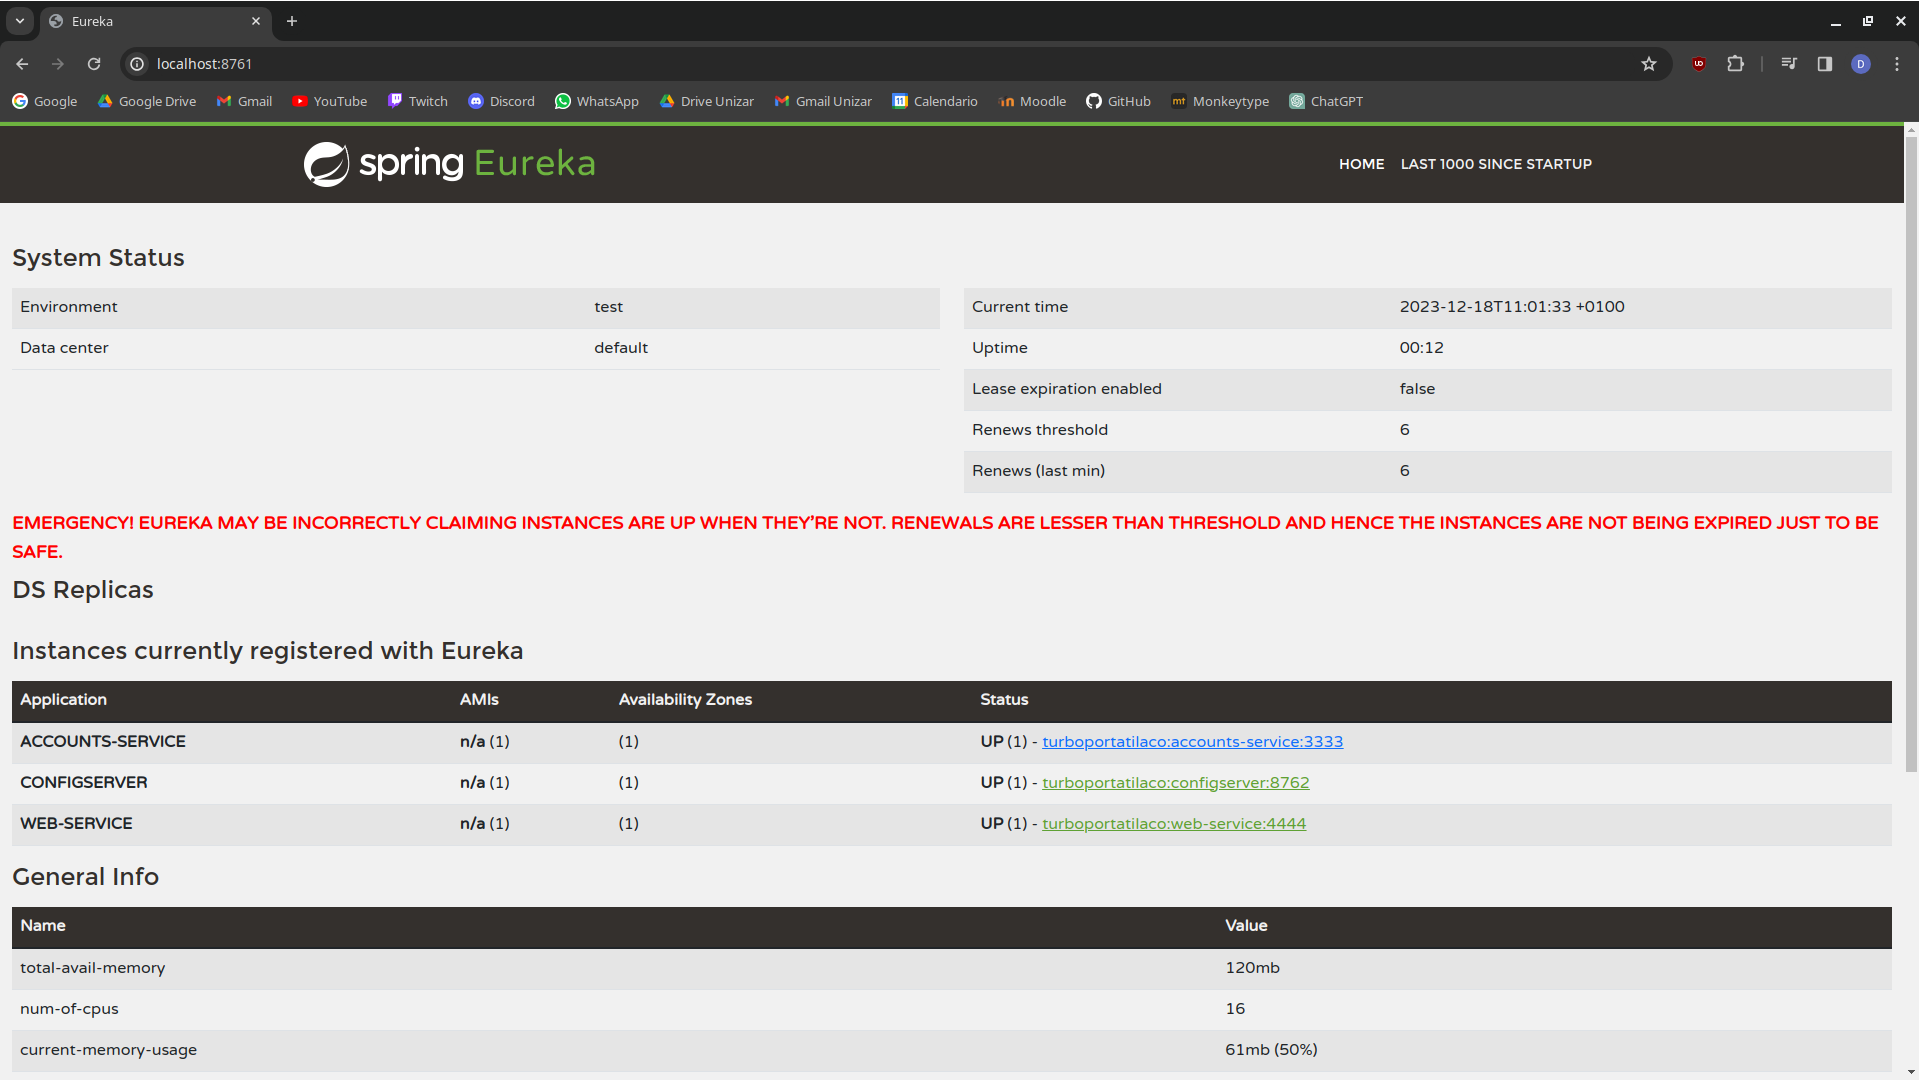 Eureka
localhost:8761
Google Google Drive Gmail YouTube Twitch Discord WhatsApp Drive Unizar Gmail Unizar Calendario Moodle GitHub Monkeytype ChatGPT
spring Eureka HOME LAST 1000 SINCE STARTUP
System Status
Environment test
Data center default
Current time 2023-12-18T11:01:33 +0100
Uptime 00:12
Lease expiration enabled false
Renews threshold 6
Renews (last min) 6
EMERGENCY! EUREKA MAY BE INCORRECTLY CLAIMING INSTANCES ARE UP WHEN THEY'RE NOT. RENEWALS ARE LESSER THAN THRESHOLD AND HENCE THE INSTANCES ARE NOT BEING EXPIRED JUST TO BE
SAFE.
DS Replicas
Instances currently registered with Eureka
Application AMIs Availability Zones Status
ACCOUNTS-SERVICE n/a (1) (1) UP (1) - turboportatilaco:accounts-service:3333
CONFIGSERVER n/a (1) (1) UP (1) - turboportatilaco:configserver:8762
WEB-SERVICE n/a (1) (1) UP (1) - turboportatilaco:web-service:4444
General Info
Name Value
total-avail-memory 120mb
num-of-cpus 16
current-memory-usage 61mb (50%)